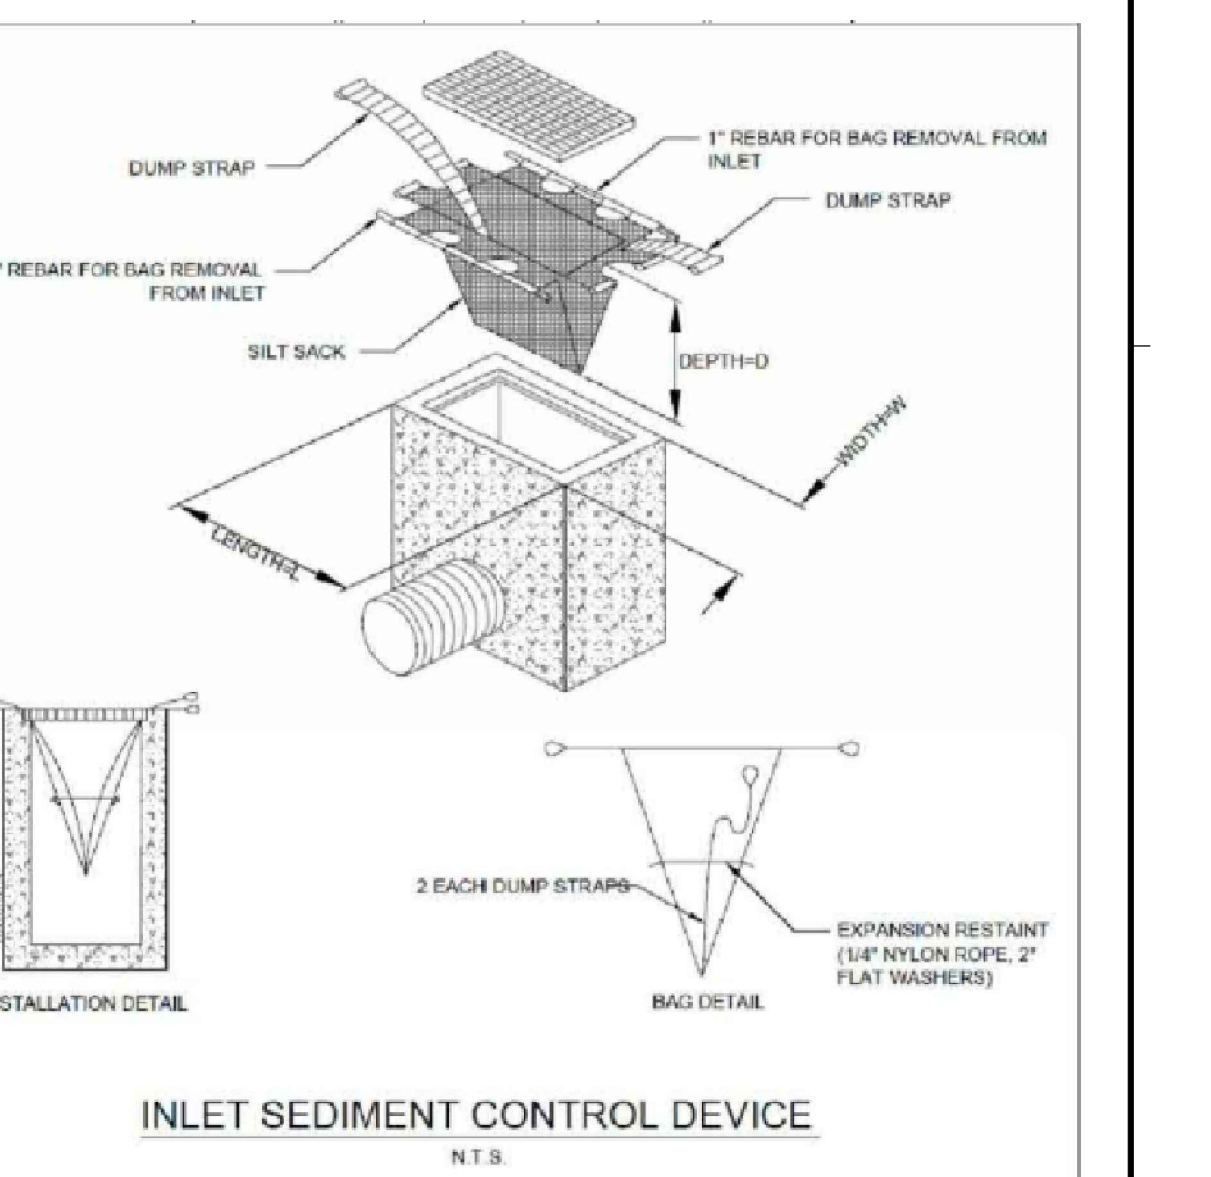 1" REBAR FOR BAG REMOVAL FROM
INLET
DUMP STRAP
DUMP STRAP
" REBAR FOR BAG REMOVAL
FROM INLET
SILT SACK
DEPTH=D
WIDTH=W
LENGTH=L
2 EACH DUMP STRAPS
EXPANSION RESTAINT
(1/4" NYLON ROPE, 2"
FLAT WASHERS)
STALLATION DETAIL
BAG DETAIL
INLET SEDIMENT CONTROL DEVICE
N.T.S.